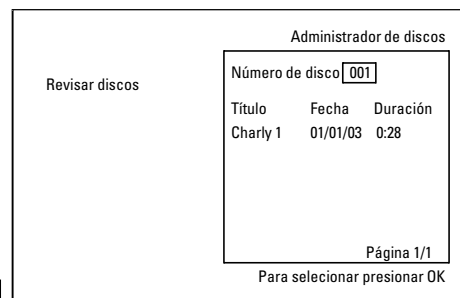 Administrador de discos
Revisar discos
Número de disco 001
Título Fecha Duración
Charly 1 01/01/03 0:28
Página 1/1
Para selecionar presionar OK